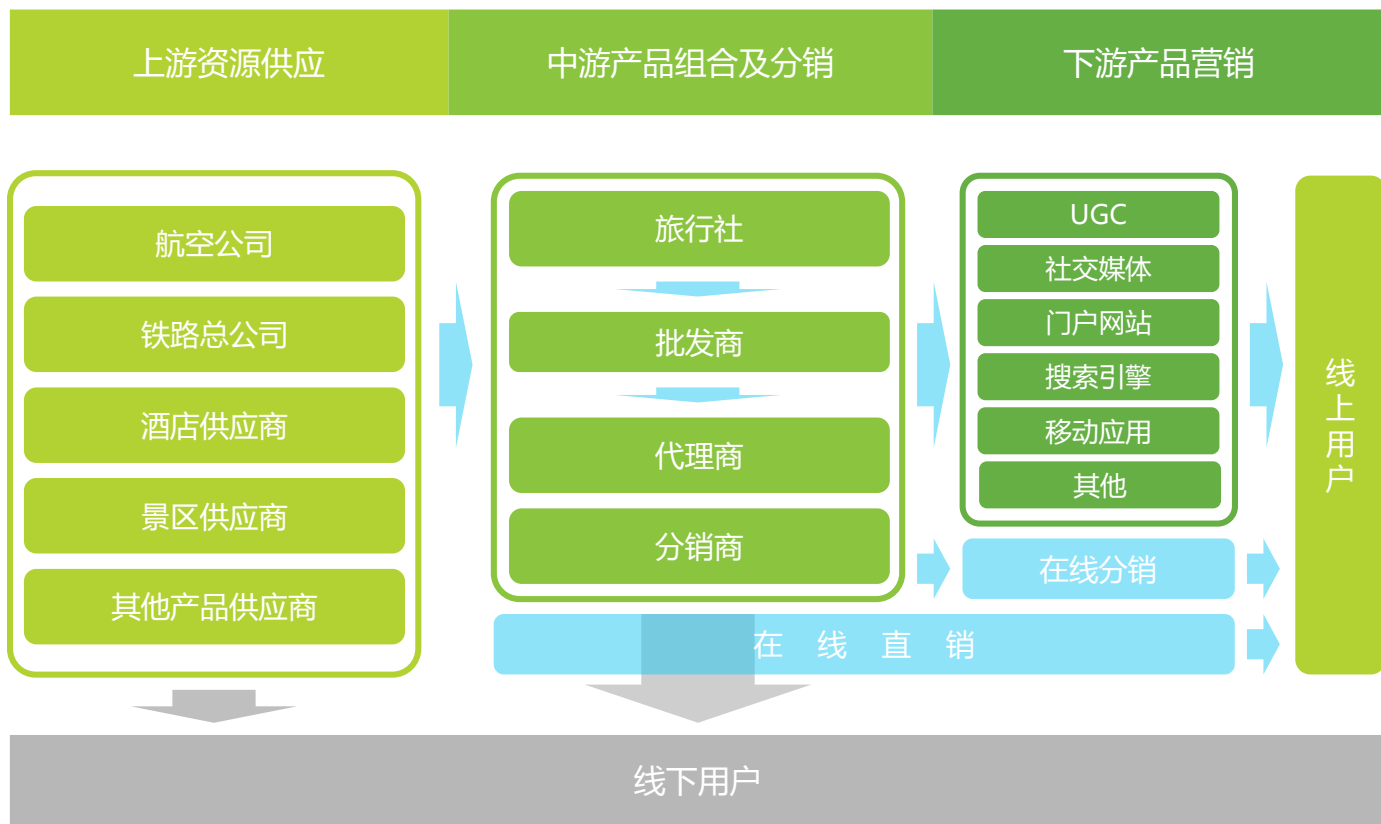 上游资源供应
中游产品组合及分销
下游产品营销
航空公司
铁路总公司
酒店供应商
景区供应商
其他产品供应商
旅行社
批发商
代理商
分销商
UGC
社交媒体
门户网站
搜索引擎
移动应用
其他
在线分销
在线直销
线上用户
线下用户